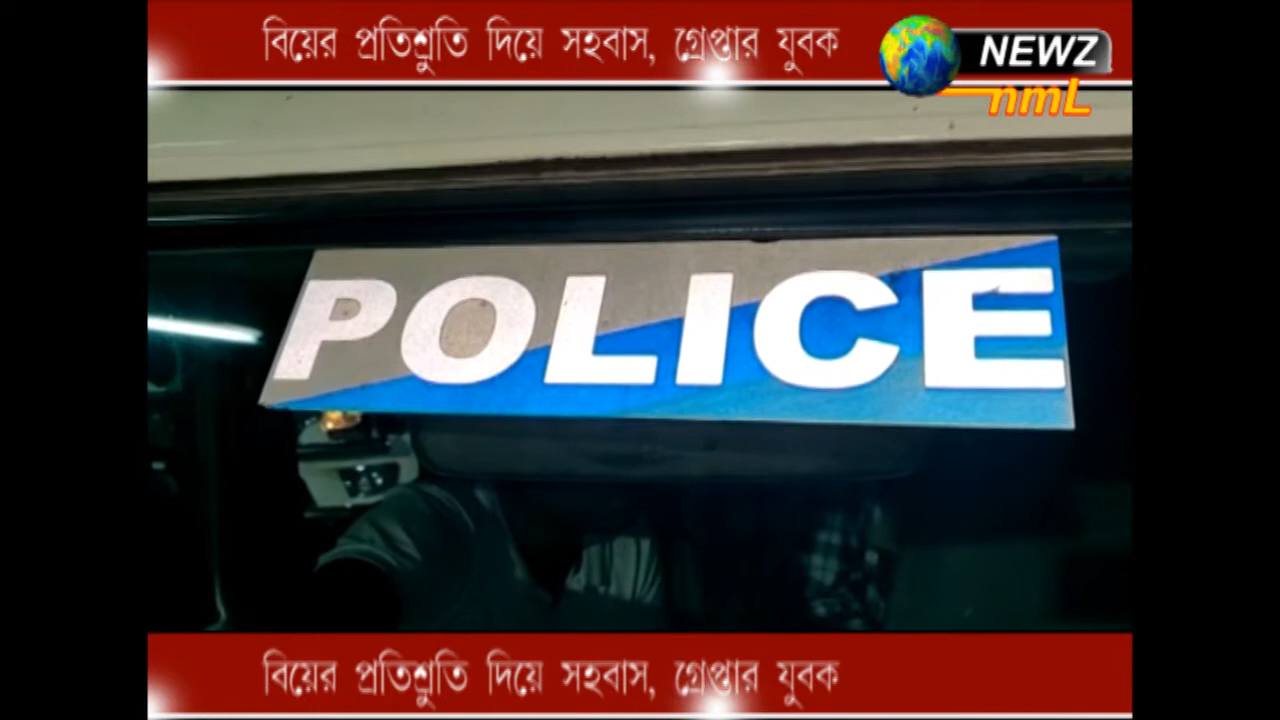 বিয়ের প্রতিশ্রুতি দিয়ে সহবাস, গ্রেপ্তার যুবক
NEWZ
nmL
POLICE
বিয়ের প্রতিশ্রুতি দিয়ে সহবাস, গ্রেপ্তার যুবক